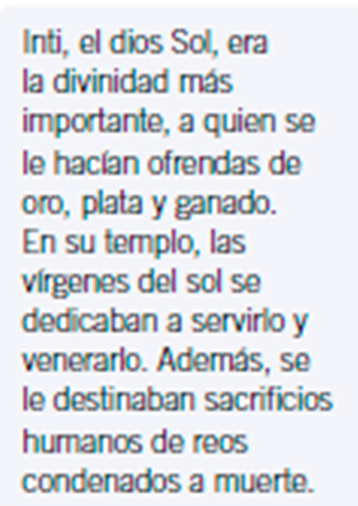 Inti, el dios Sol, era
la divinidad más
importante, a quien se
le hacían ofrendas de
oro, plata y ganado.
En su templo, las
vírgenes del sol se
dedicaban a servirlo y
venerarlo. Además, se
le destinaban sacrificios
humanos de reos
condenados a muerte.